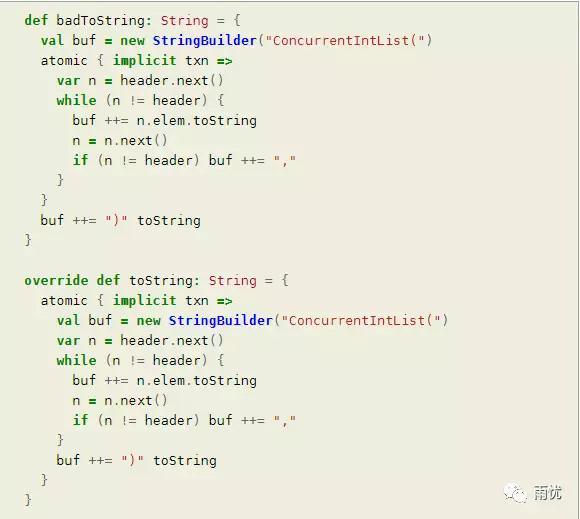 def badToString: String = {
  val buf = new StringBuilder("ConcurrentIntList(")
  atomic { implicit txn =>
    var n = header.next()
    while (n != header) {
      buf ++= n.elem.toString
      n = n.next()
      if (n != header) buf ++= ","
    }
  }
  buf ++= ")" toString
}

override def toString: String = {
  atomic { implicit txn =>
    val buf = new StringBuilder("ConcurrentIntList(")
    var n = header.next()
    while (n != header) {
      buf ++= n.elem.toString
      n = n.next()
      if (n != header) buf ++= ","
    }
    buf ++= ")" toString
  }
}
雨忧